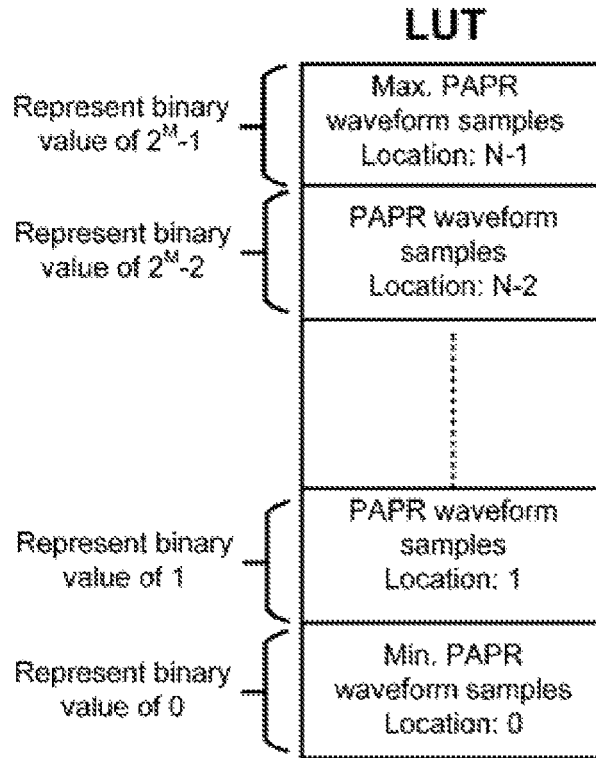 LUT
Represent binary
value of 2^M-1
Max. PAPR
waveform samples
Location: N-1
Represent binary
value of 2^M-2
PAPR waveform
samples
Location: N-2
Represent binary
value of 1
PAPR waveform
samples
Location: 1
Represent binary
value of 0
Min. PAPR
waveform samples
Location: 0